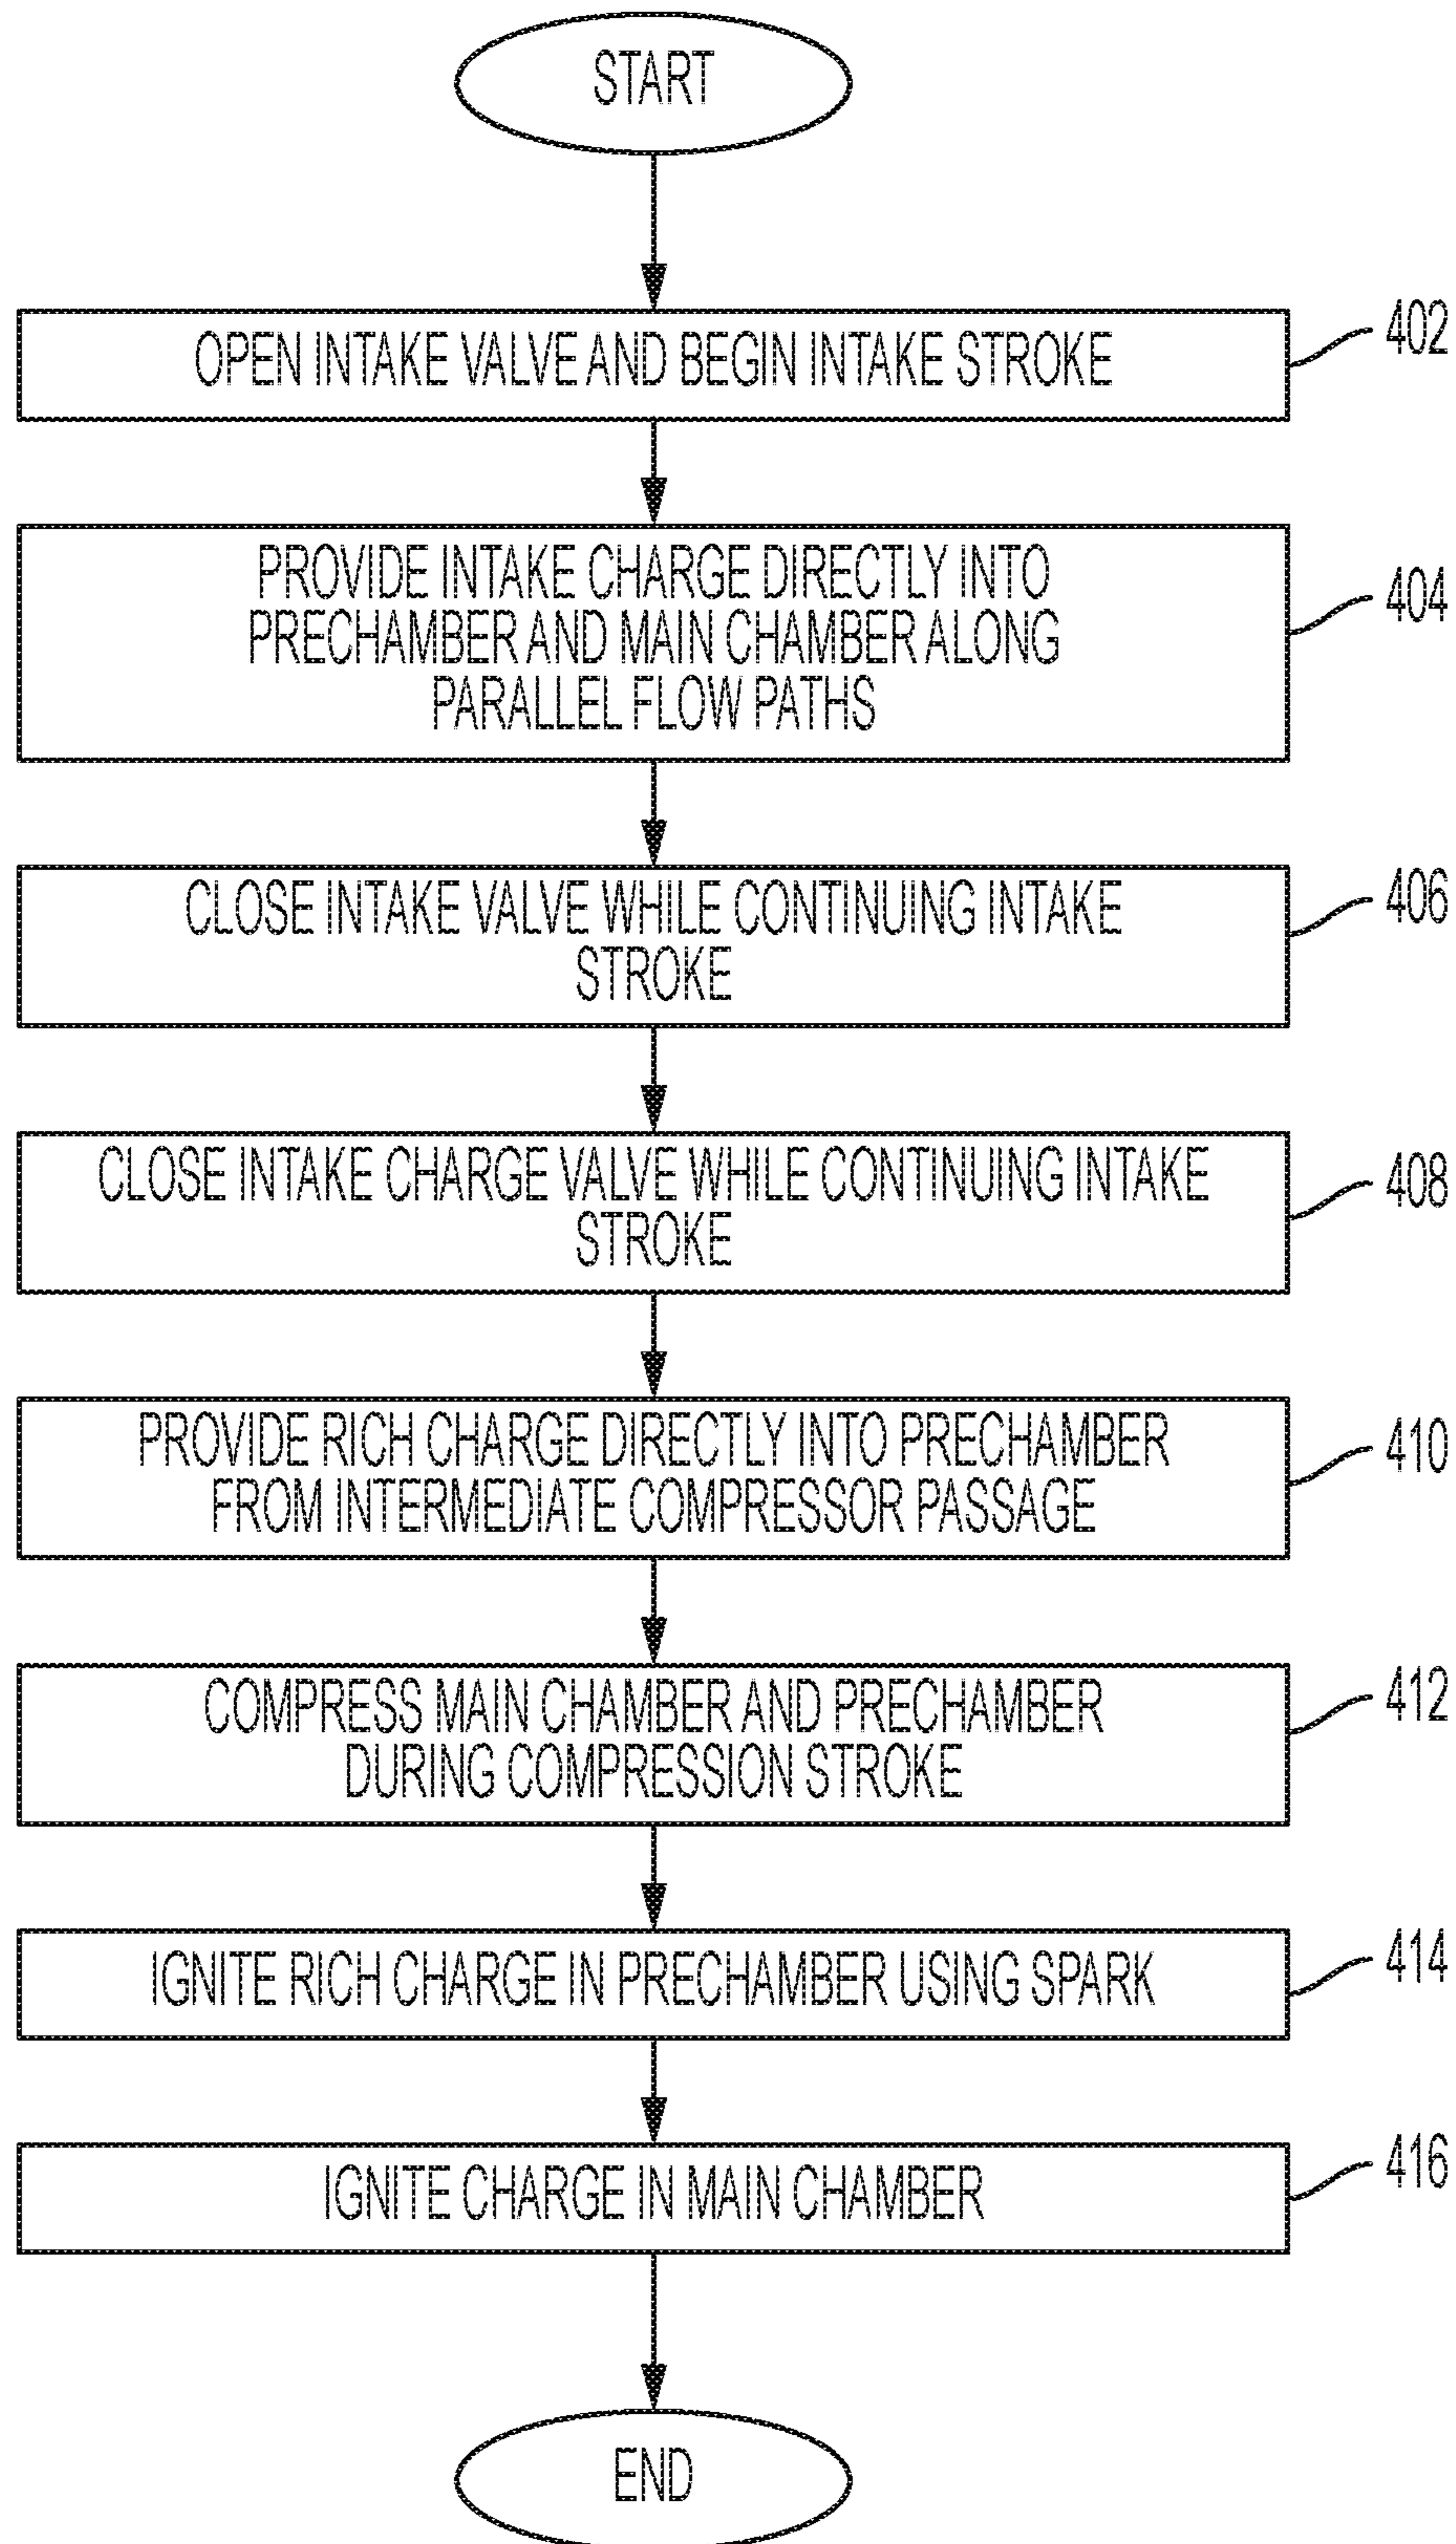 START
OPEN INTAKE VALVE AND BEGIN INTAKE STROKE
402
PROVIDE INTAKE CHARGE DIRECTLY INTO
PRECHAMBER AND MAIN CHAMBER ALONG
PARALLEL FLOW PATHS
404
CLOSE INTAKE VALVE WHILE CONTINUING INTAKE
STROKE
406
CLOSE INTAKE CHARGE VALVE WHILE CONTINUING INTAKE
STROKE
408
PROVIDE RICH CHARGE DIRECTLY INTO PRECHAMBER
FROM INTERMEDIATE COMPRESSOR PASSAGE
410
COMPRESS MAIN CHAMBER AND PRECHAMBER
DURING COMPRESSION STROKE
412
IGNITE RICH CHARGE IN PRECHAMBER USING SPARK
414
IGNITE CHARGE IN MAIN CHAMBER
416
END